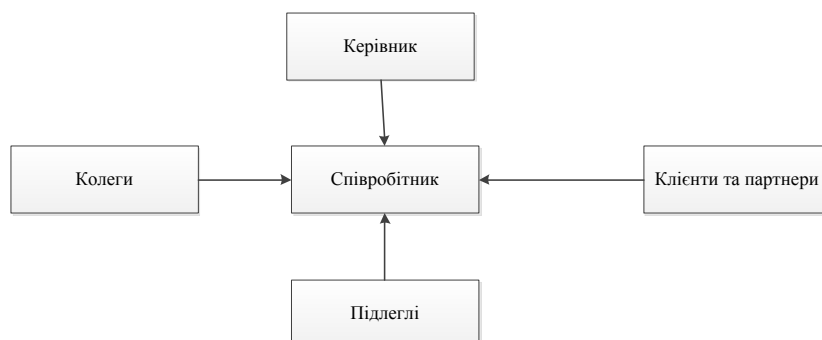 Керівник
Колеги
Співробітник
Клієнти та партнери
Підлеглі